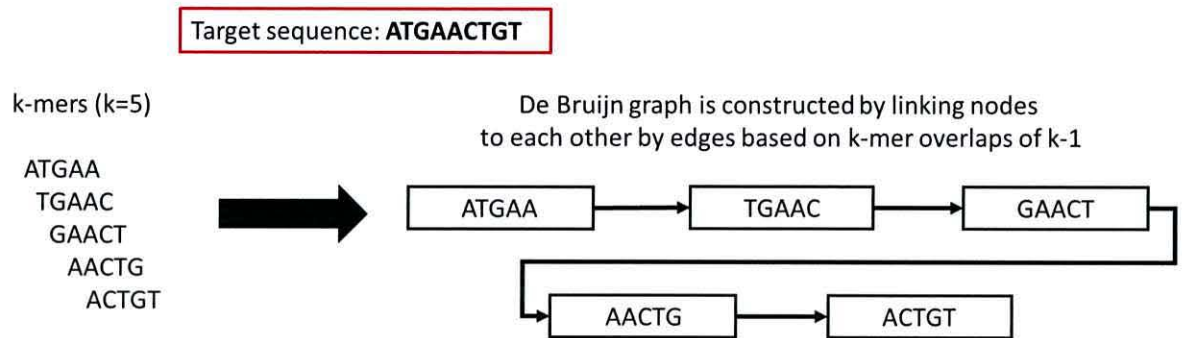 Target sequence: ATGAACTGT
k-mers (k=5)
ATGAA
TGAAC
GAACT
AACTG
ACTGT
De Bruijn graph is constructed by linking nodes
to each other by edges based on k-mer overlaps of k-1
ATGAA
TGAAC
GAACT
AACTG
ACTGT